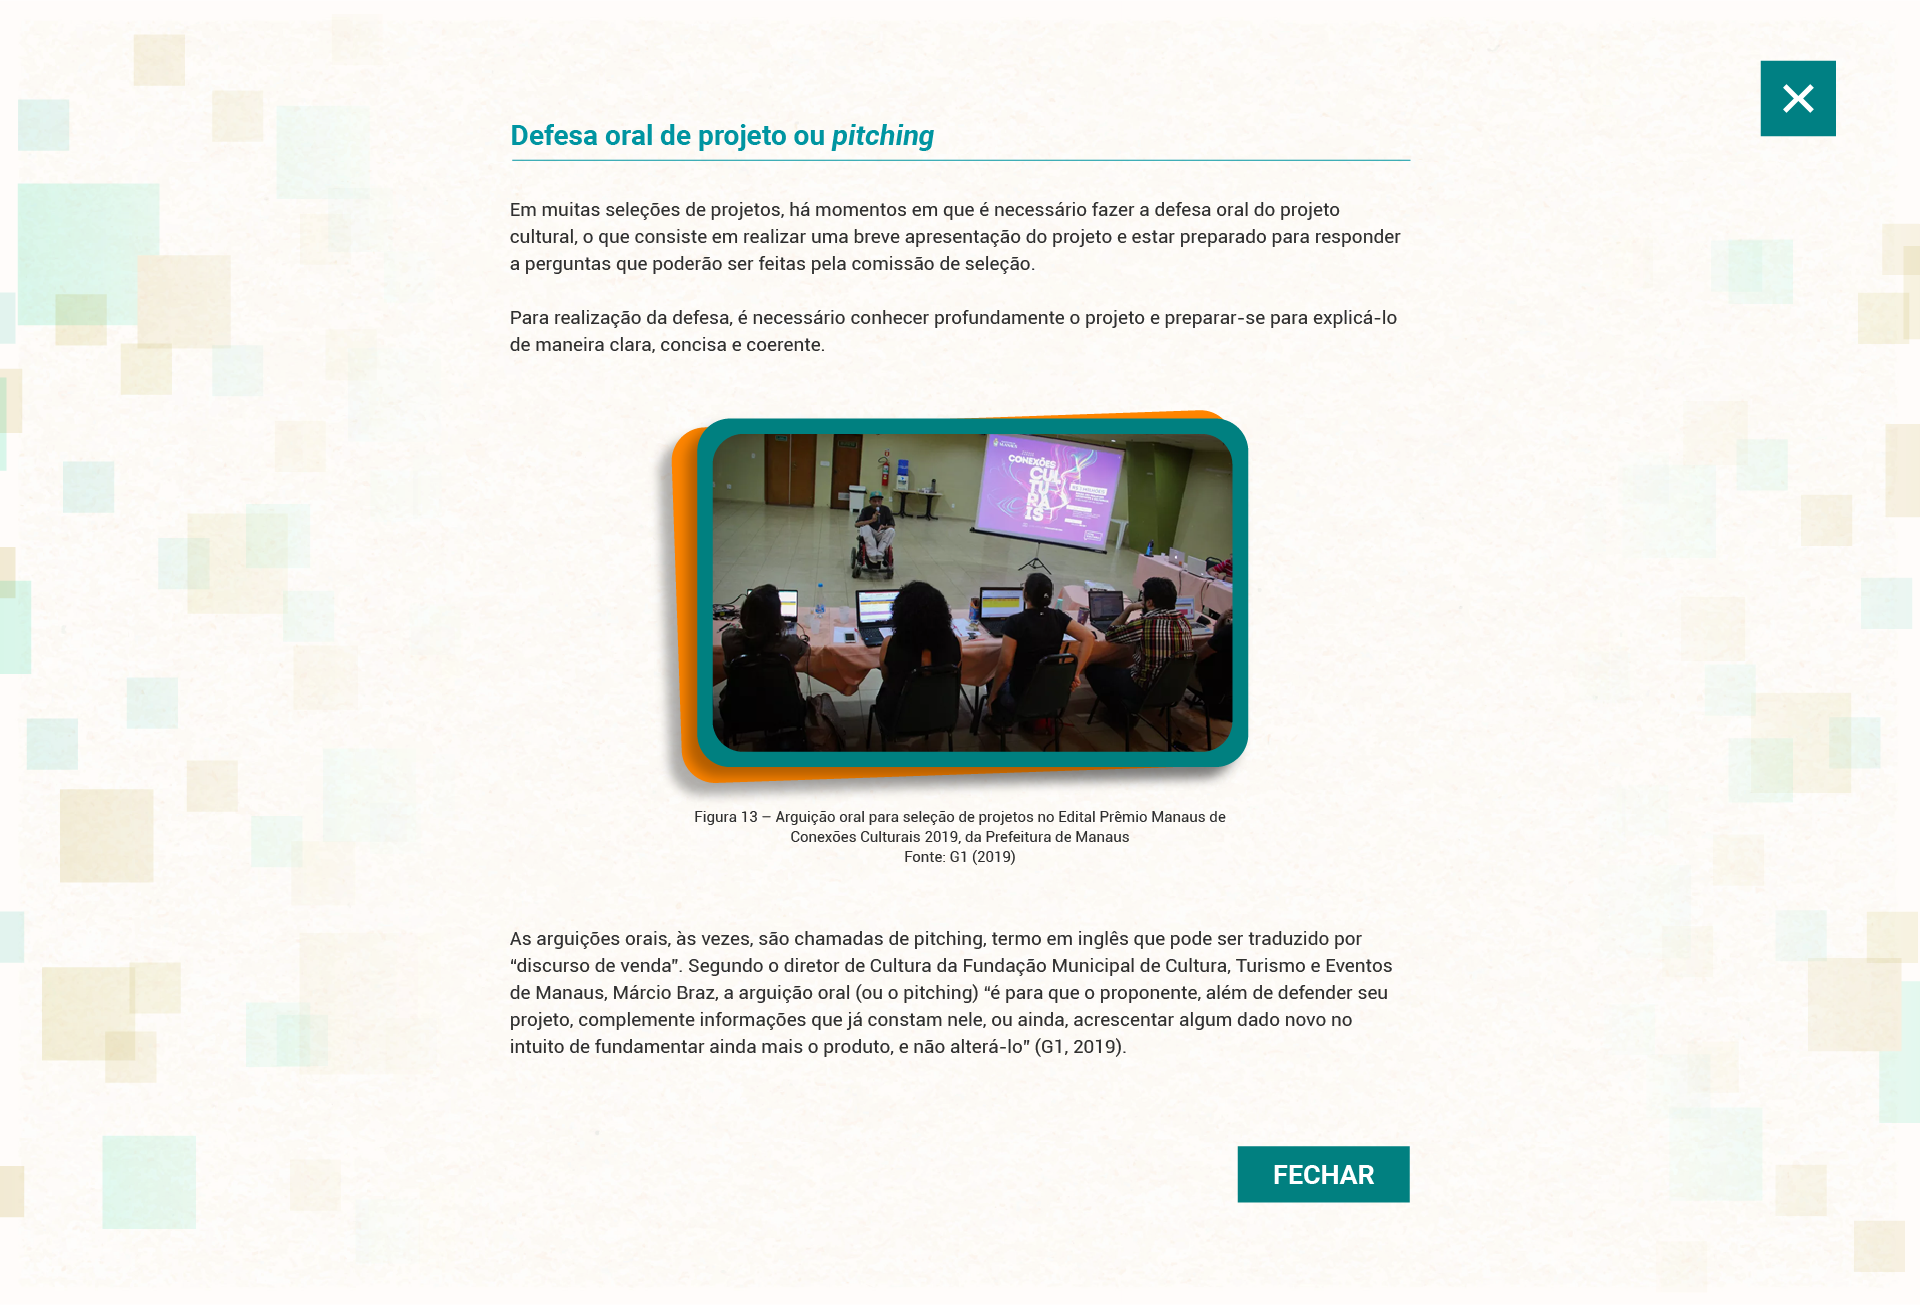 Defesa oral de projeto ou pitching
Em muitas seleções de projetos, há momentos em que é necessário fazer a defesa oral do projeto
cultural, o que consiste em realizar uma breve apresentação do projeto e estar preparado para responder
a perguntas que poderão ser feitas pela comissão de seleção.
Para realização da defesa, é necessário conhecer profundamente o projeto e preparar-se para explicá-lo
de maneira clara, concisa e coerente.
CONEXÕES
CUL
TU
RA
IS
Figura 13 – Arguição oral para seleção de projetos no Edital Prêmio Manaus de
Conexões Culturais 2019, da Prefeitura de Manaus
Fonte: G1 (2019)
As arguições orais, às vezes, são chamadas de pitching, termo em inglês que pode ser traduzido por
“discurso de venda”. Segundo o diretor de Cultura da Fundação Municipal de Cultura, Turismo e Eventos
de Manaus, Márcio Braz, a arguição oral (ou o pitching) “é para que o proponente, além de defender seu
projeto, complemente informações que já constam nele, ou ainda, acrescentar algum dado novo no
intuito de fundamentar ainda mais o produto, e não alterá-lo” (G1, 2019).
FECHAR